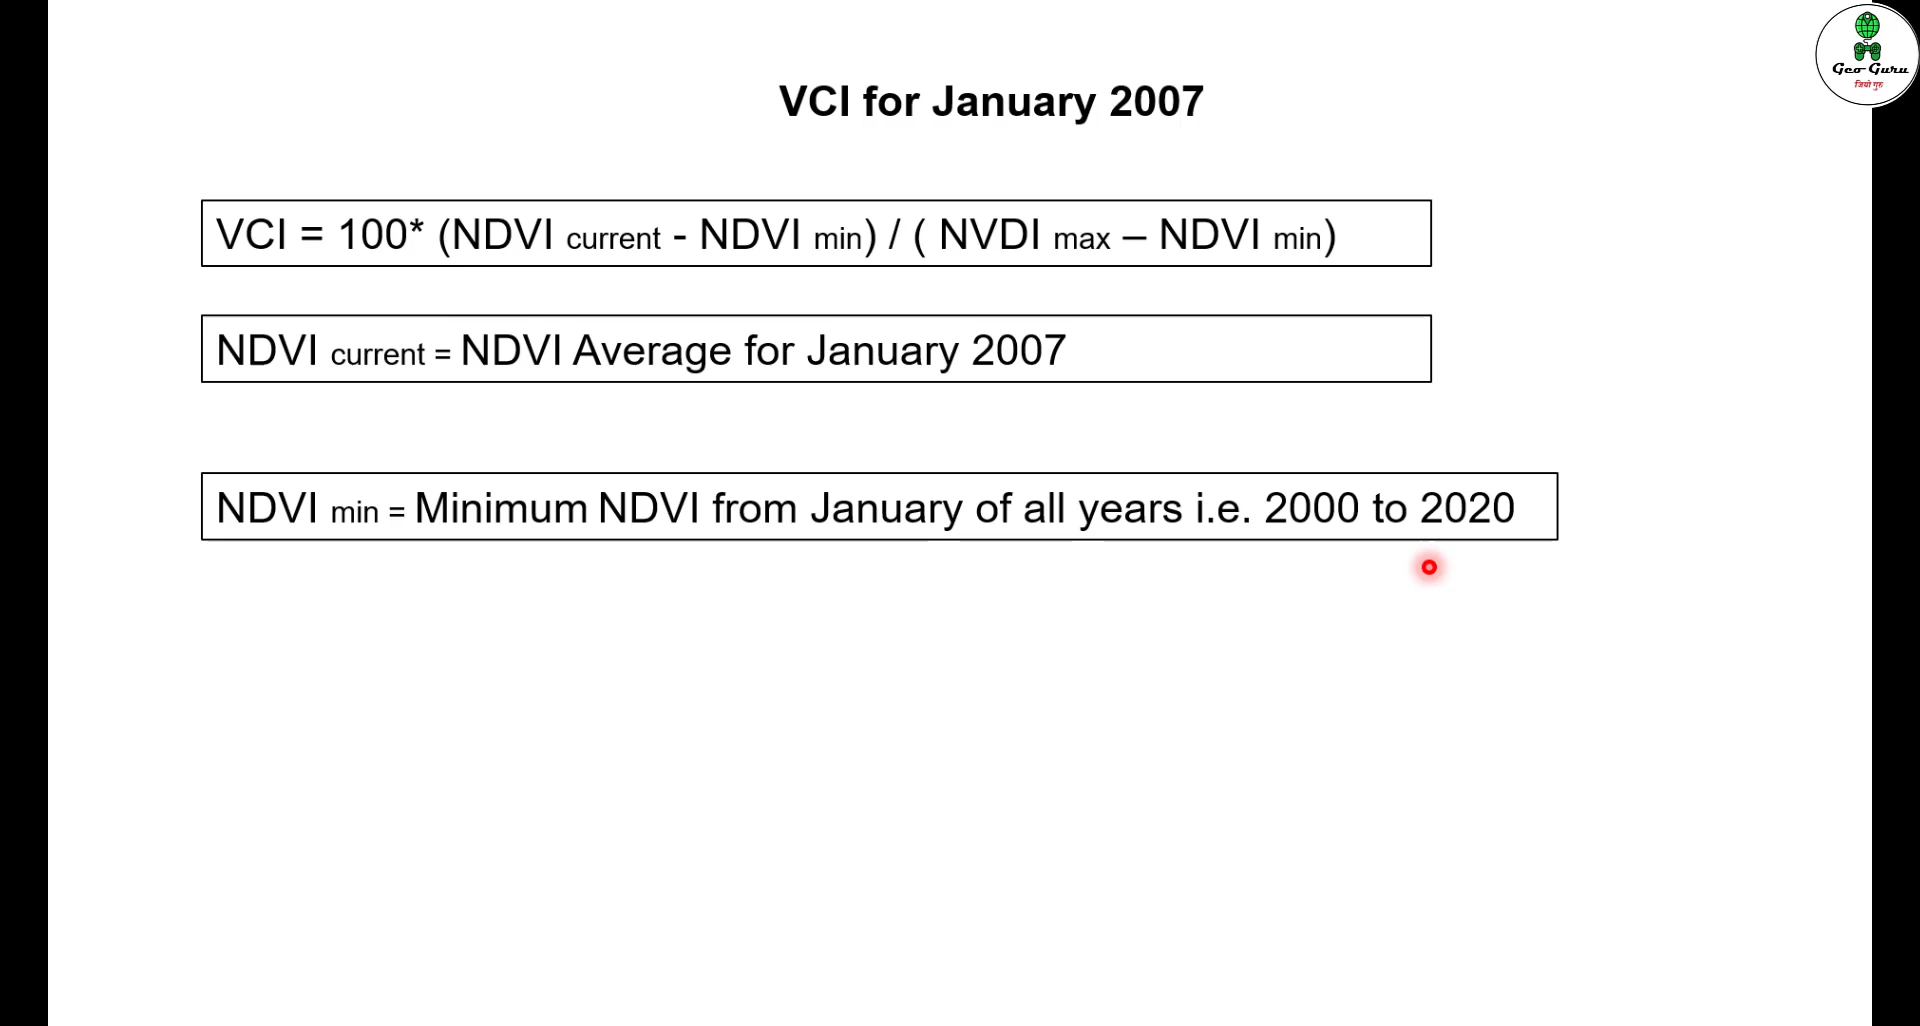 Geo Guru
जियो गुरु
VCI for January 2007
VCI = 100* (NDVI current - NDVI min) / ( NVDI max – NDVI min)
NDVI current = NDVI Average for January 2007
NDVI min = Minimum NDVI from January of all years i.e. 2000 to 2020